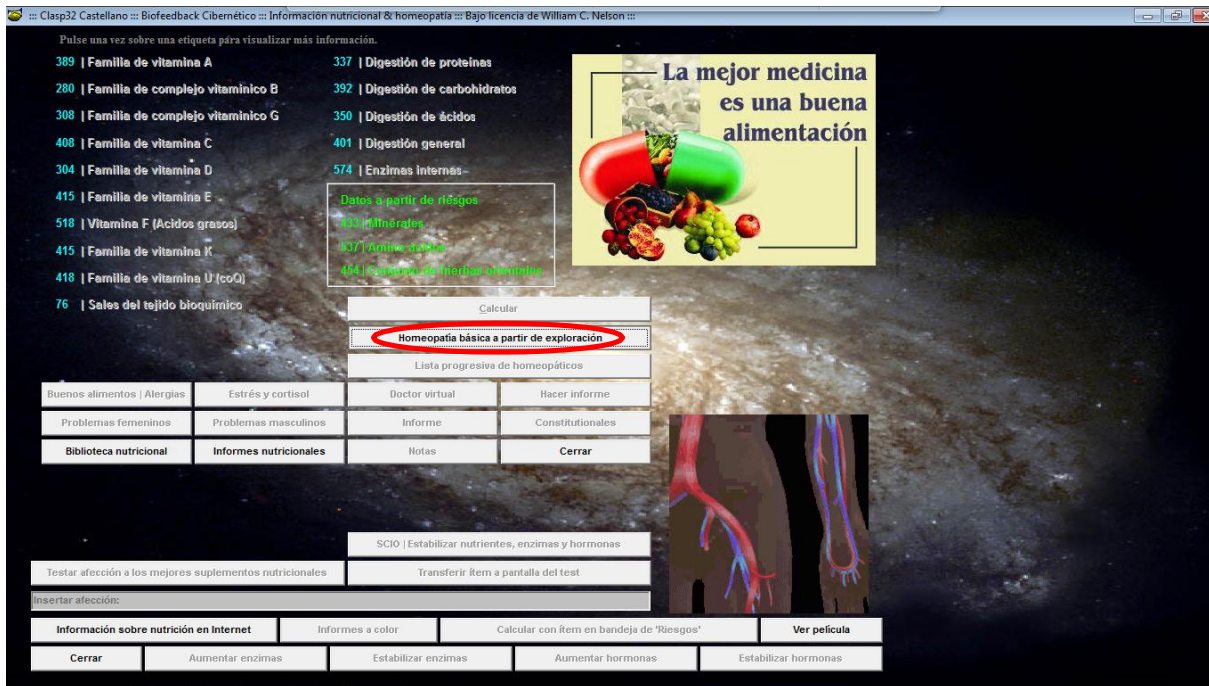 ::: Clasp32 Castellano ::: Biofeedback Cibernético ::: Información nutricional & homeopatía ::: Bajo licencia de William C. Nelson :::
Pulse una vez sobre una etiqueta para visualizar más información.
389 | Familia de vitamina A
280 | Familia de complejo vitamínico B
308 | Familia de complejo vitamínico G
408 | Familia de vitamina C
304 | Familia de vitamina D
415 | Familia de vitamina E
518 | Vitamina F (Acidos grasos)
415 | Familia de vitamina K
418 | Familia de vitamina U (coQ)
76 | Sales del tejido bioquímico
337 | Digestión de proteínas
392 | Digestión de carbohidratos
350 | Digestión de ácidos
401 | Digestión general
574 | Enzimas internas
Datos a partir de riesgos
433 | Minerales
537 | Amino ácidos
454 | Conjunto de hierbas orientales
La mejor medicina
es una buena
alimentación
Calcular
Homeopatía básica a partir de exploración
Lista progresiva de homeopáticos
Buenos alimentos | Alergias
Estrés y cortisol
Doctor virtual
Hacer informe
Problemas femeninos
Problemas masculinos
Informe
Constitutionales
Biblioteca nutricional
Informes nutricionales
Notas
Cerrar
SCIO | Estabilizar nutrientes, enzimas y hormonas
Testar afección a los mejores suplementos nutricionales
Transferir ítem a pantalla del test
Insertar afección:
Información sobre nutrición en Internet
Informes a color
Calcular con ítem en bandeja de 'Riesgos'
Ver película
Cerrar
Aumentar enzimas
Estabilizar enzimas
Aumentar hormonas
Estabilizar hormonas